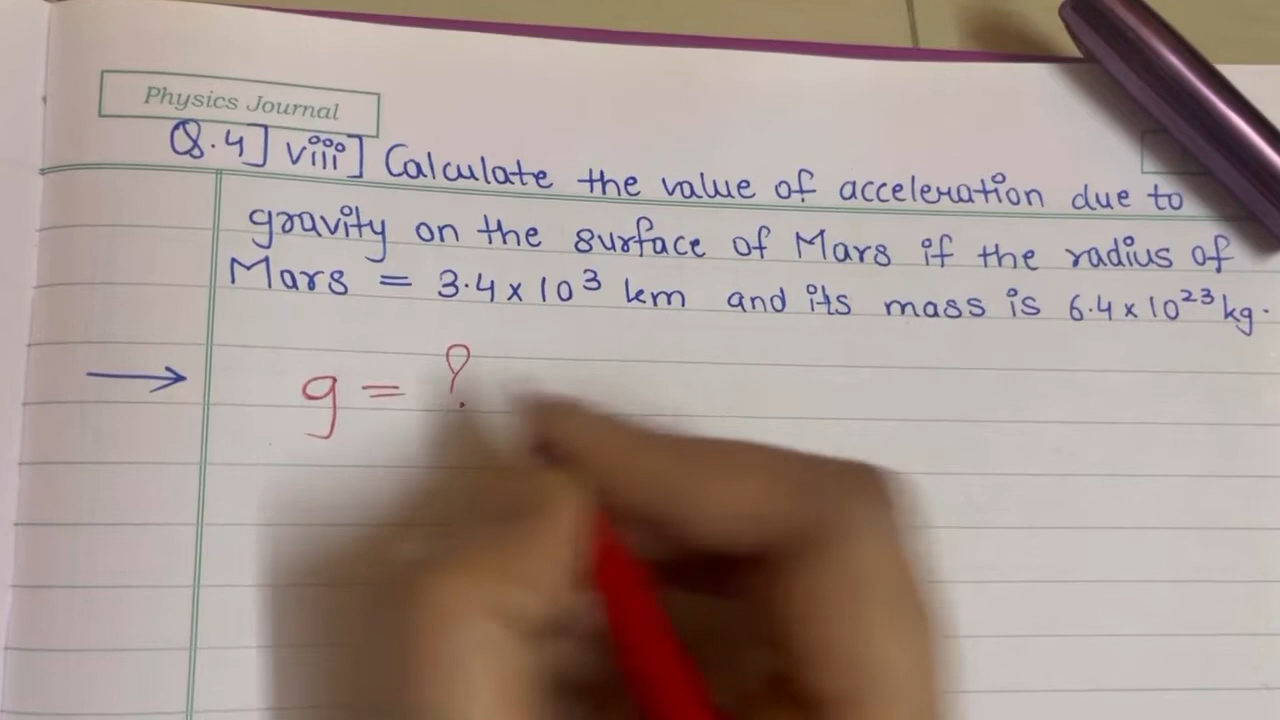 Physics Journal
Q.4] viii] Calculate the value of acceleration due to
gravity on the surface of Mars if the radius of
Mars = 3.4 x 10³ km and its mass is 6.4 x 10²³ kg.
→ g = ?